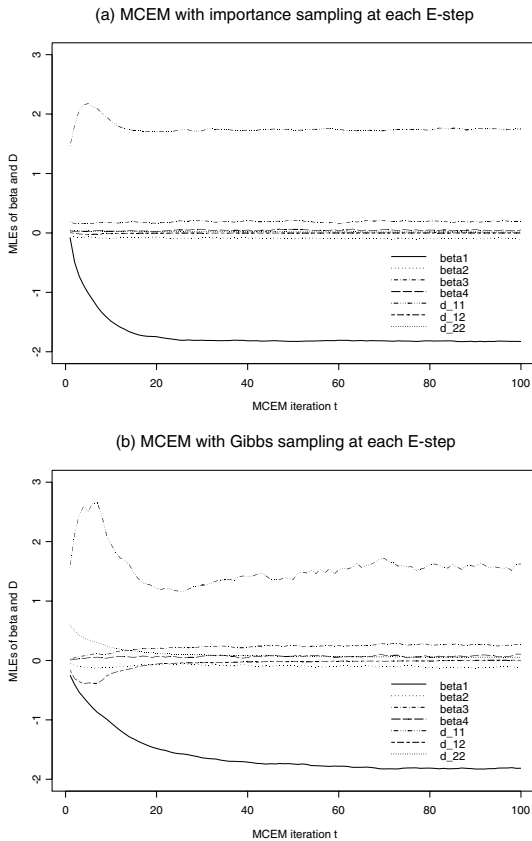 (a) MCEM with importance sampling at each E-step
MLEs of beta and D
3
2
1
0
-1
-2
beta1
beta2
beta3
beta4
d_11
d_12
d_22
0
20
40
60
80
100
MCEM iteration t
(b) MCEM with Gibbs sampling at each E-step
MLEs of beta and D
3
2
1
0
-1
-2
beta1
beta2
beta3
beta4
d_11
d_12
d_22
0
20
40
60
80
100
MCEM iteration t